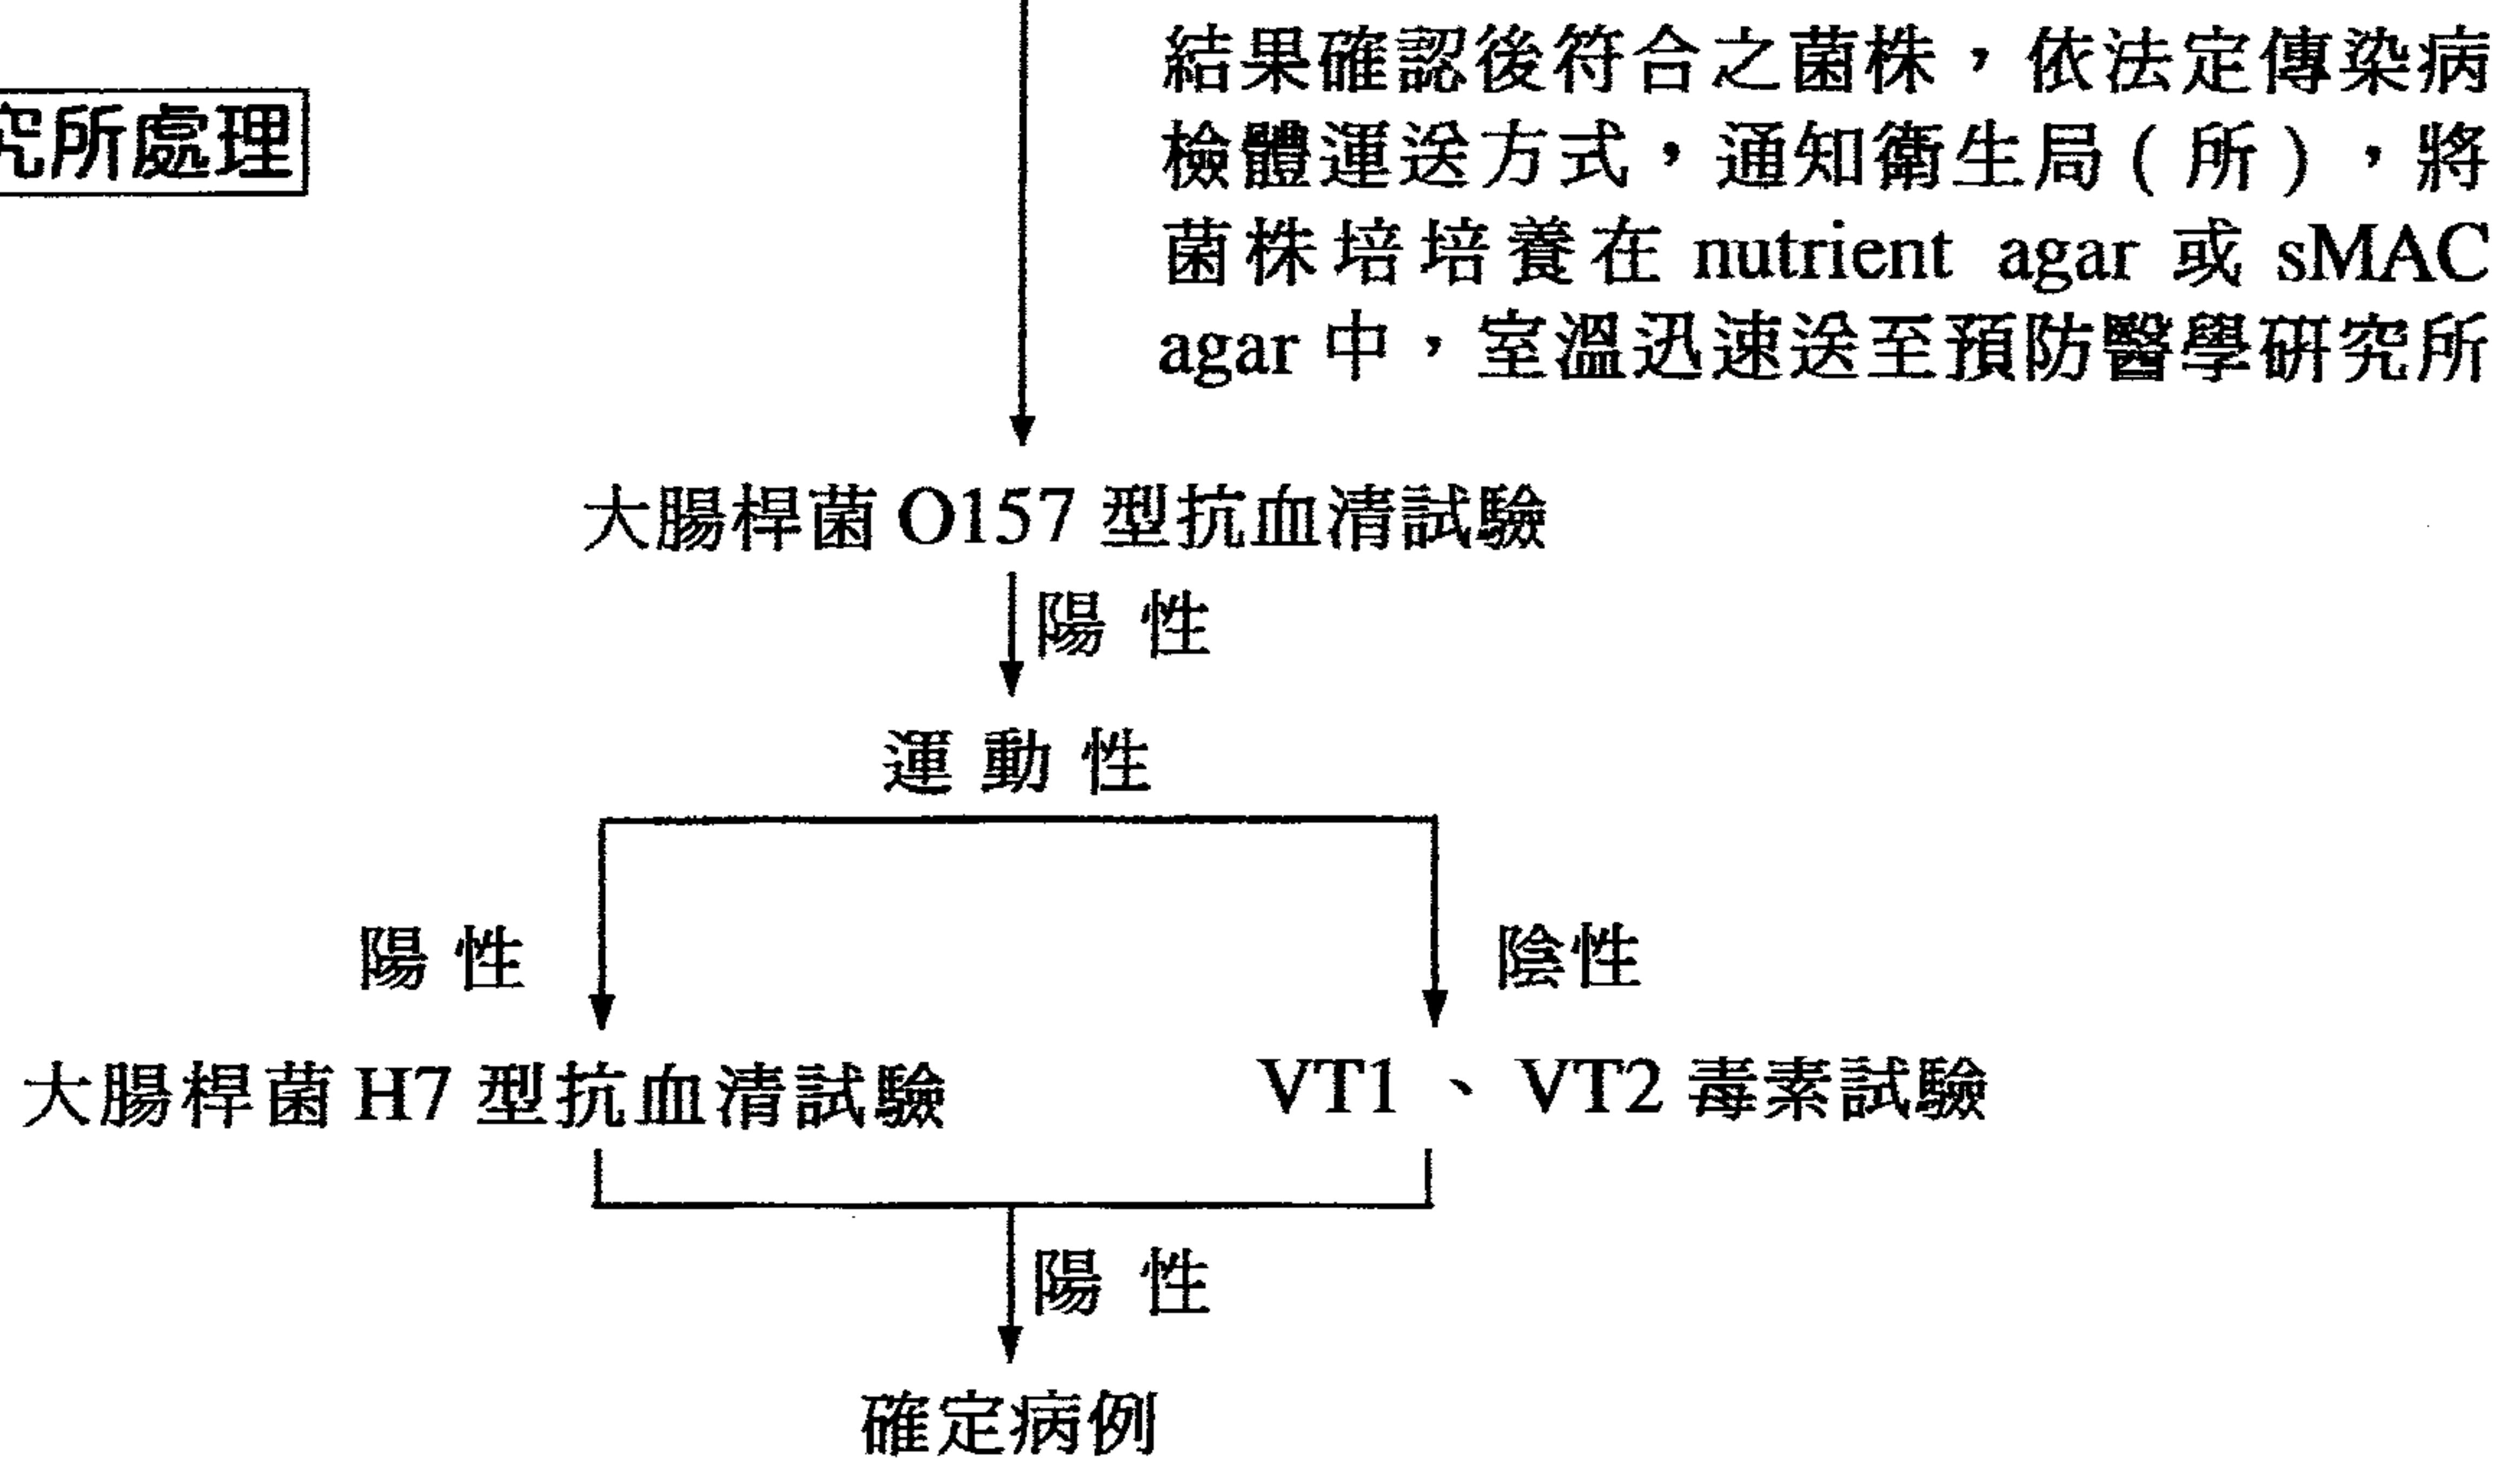 結果確認後符合之菌株，依法定傳染病
究所處理
檢體運送方式，通知衛生局（所），將
菌株培培養在 nutrient agar 或 sMAC
agar 中，室溫迅速送至預防醫學研究所
大腸桿菌 O157 型抗血清試驗
陽 性
運 動 性
陽 性
陰性
大腸桿菌 H7 型抗血清試驗
VT1 、 VT2 毒素試驗
陽 性
確定病例